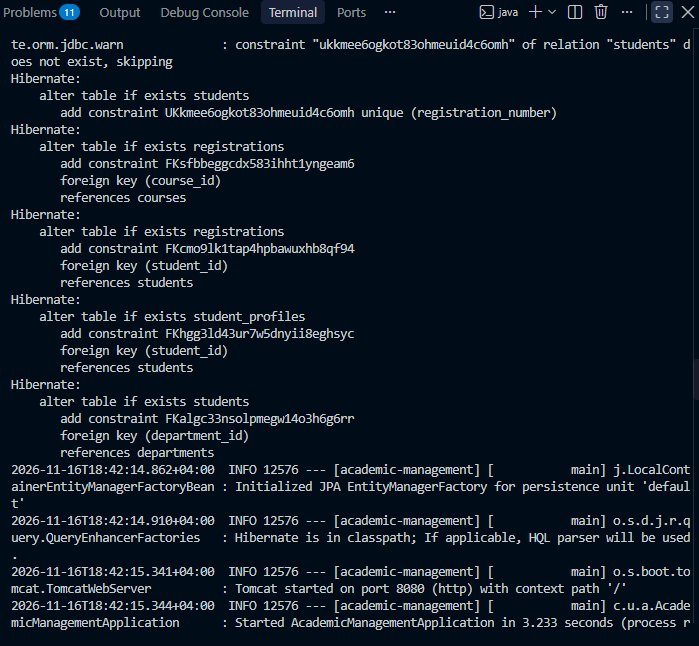 Problems 11 Output Debug Console Terminal Ports ··· java ···
te.orm.jdbc.warn            : constraint "ukkmee6ogkot83ohmeuid4c6omh" of relation "students" d
oes not exist, skipping
Hibernate:
    alter table if exists students
       add constraint UKkmee6ogkot83ohmeuid4c6omh unique (registration_number)
Hibernate:
    alter table if exists registrations
       add constraint FKsfbbeggcdx583ihht1yngeam6
       foreign key (course_id)
       references courses
Hibernate:
    alter table if exists registrations
       add constraint FKcmo9lk1tap4hpbawuxhb8qf94
       foreign key (student_id)
       references students
Hibernate:
    alter table if exists student_profiles
       add constraint FKhgg3ld43ur7w5dnyii8eghsyc
       foreign key (student_id)
       references students
Hibernate:
    alter table if exists students
       add constraint FKalgc33nsolpmegw14o3h6g6rr
       foreign key (department_id)
       references departments
2026-11-16T18:42:14.862+04:00  INFO 12576 --- [academic-management] [           main] j.LocalCont
ainerEntityManagerFactoryBean : Initialized JPA EntityManagerFactory for persistence unit 'defaul
t'
2026-11-16T18:42:14.910+04:00  INFO 12576 --- [academic-management] [           main] o.s.d.j.r.q
uery.QueryEnhancerFactories   : Hibernate is in classpath; If applicable, HQL parser will be used
.
2026-11-16T18:42:15.341+04:00  INFO 12576 --- [academic-management] [           main] o.s.boot.to
mcat.TomcatWebServer          : Tomcat started on port 8080 (http) with context path '/'
2026-11-16T18:42:15.344+04:00  INFO 12576 --- [academic-management] [           main] c.u.a.Acade
micManagementApplication      : Started AcademicManagementApplication in 3.233 seconds (process r